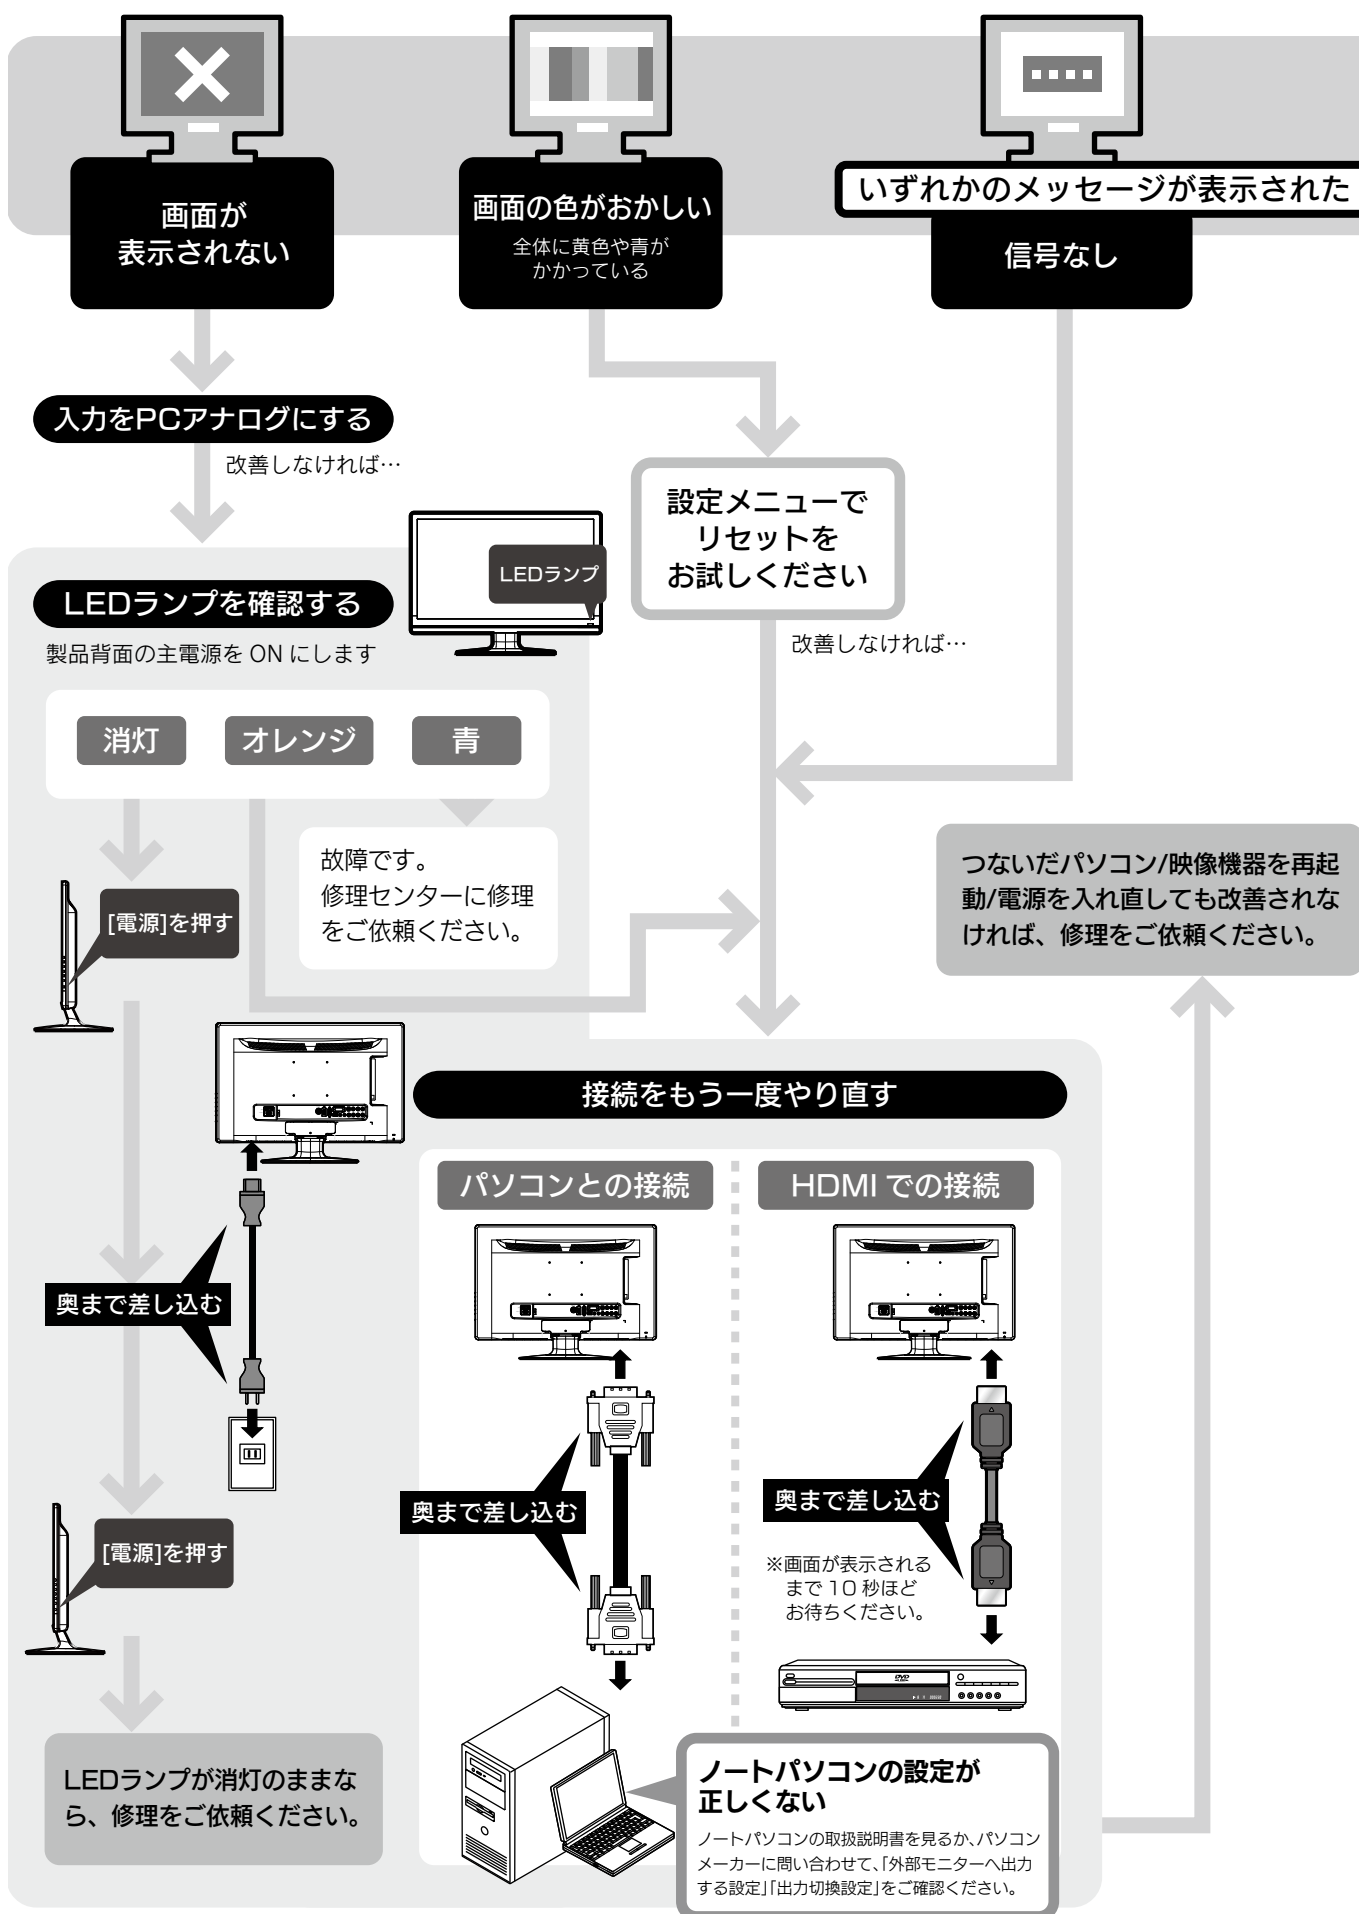 画面が
表示されない
画面の色がおかしい
全体に黄色や青が
かかっている
いずれかのメッセージが表示された
信号なし
入力をPCアナログにする
改善しなければ…
LEDランプ
LEDランプを確認する
製品背面の主電源を ON にします
消灯
オレンジ
青
設定メニューで
リセットを
お試しください
改善しなければ…
故障です。
修理センターに修理
をご依頼ください。
[電源]を押す
つないだパソコン/映像機器を再起
動/電源を入れ直しても改善されな
ければ、修理をご依頼ください。
奥まで差し込む
[電源]を押す
LEDランプが消灯のままな
ら、修理をご依頼ください。
接続をもう一度やり直す
パソコンとの接続
奥まで差し込む
HDMI での接続
奥まで差し込む
※画面が表示される
まで 10 秒ほど
お待ちください。
DVD
ノートパソコンの設定が
正しくない
ノートパソコンの取扱説明書を見るか、パソコン
メーカーに問い合わせて、「外部モニターへ出力
する設定」「出力切換設定」をご確認ください。